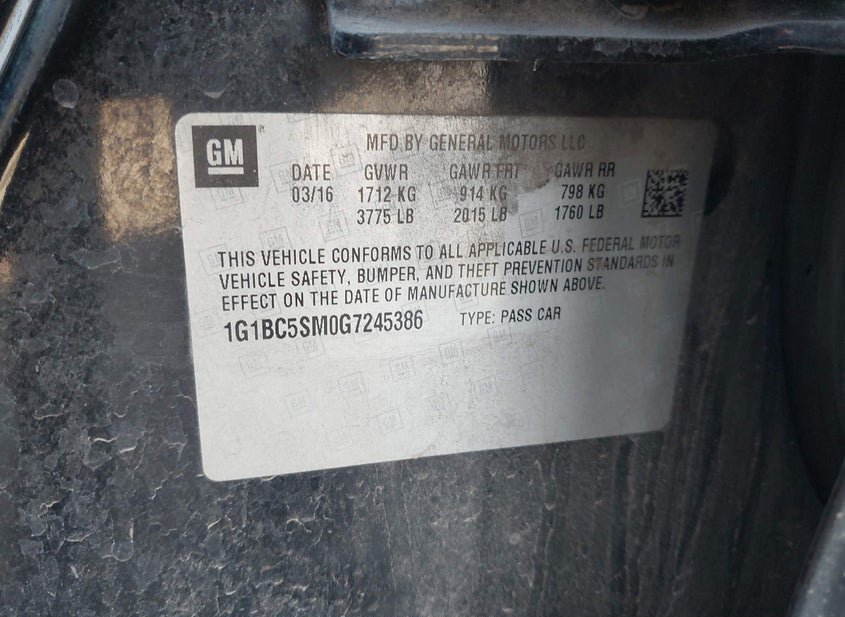 GM ® MFD BY GENERAL MOTORS LLC
DATE GVWR GAWR FRT GAWR RR
03/16 1712 KG 914 KG 798 KG
3775 LB 2015 LB 1760 LB
THIS VEHICLE CONFORMS TO ALL APPLICABLE U.S. FEDERAL MOTOR
VEHICLE SAFETY, BUMPER, AND THEFT PREVENTION STANDARDS IN
EFFECT ON THE DATE OF MANUFACTURE SHOWN ABOVE.
1G1BC5SM0G7245386 TYPE: PASS CAR